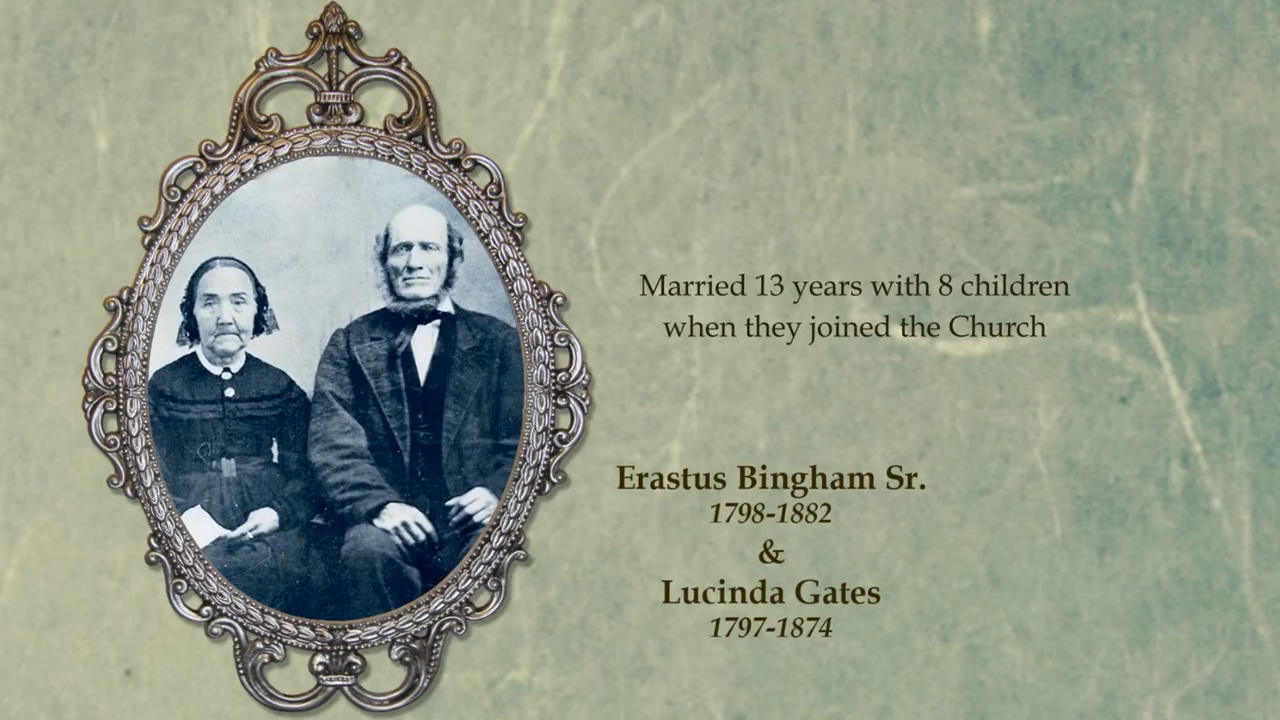 Married 13 years with 8 children
when they joined the Church
Erastus Bingham Sr.
1798-1882
&
Lucinda Gates
1797-1874